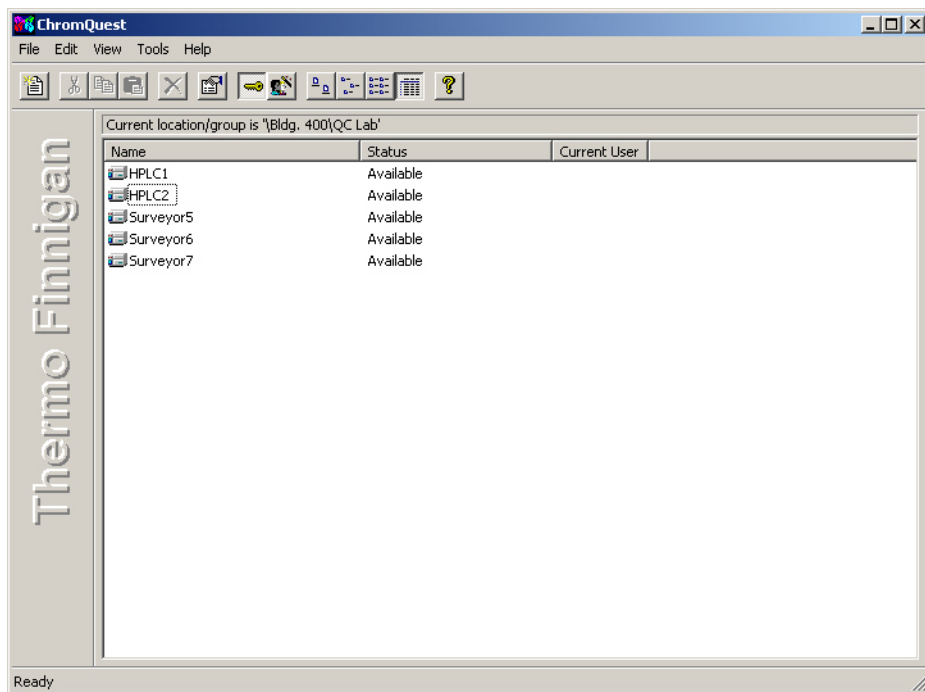 ChromQuest
File Edit View Tools Help
Current location/group is '\Bldg. 400\QC Lab'
Name Status Current User
HPLC1 Available
HPLC2 Available
Surveyor5 Available
Surveyor6 Available
Surveyor7 Available
Thermo Finnigan
Ready